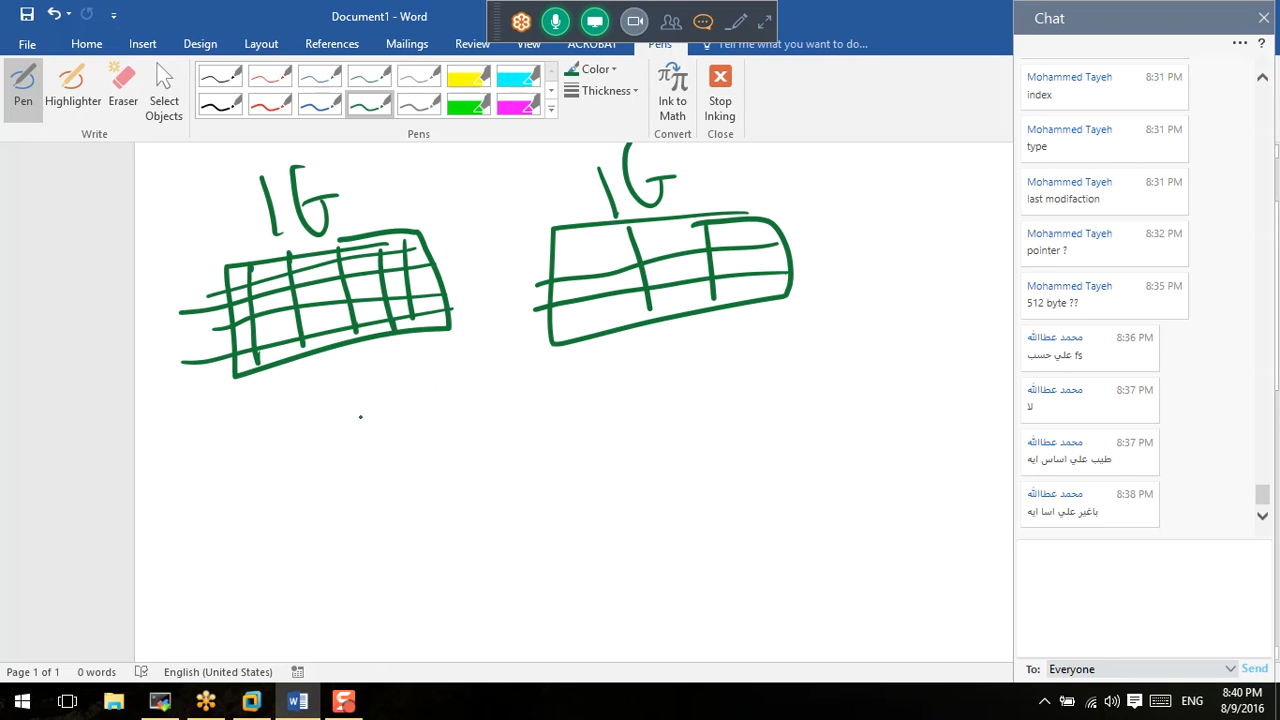 Document1 - Word
Chat
File Home Insert Design Layout References Mailings Review View ACROBAT Pens Tell me what you want to do...
Pen
Highlighter
Eraser
Select
Objects
Color
Thickness
Ink to
Math
Stop
Inking
Write
Pens
Convert
Close
1G
1G
Mohammed Tayeh 8:31 PM
index
Mohammed Tayeh 8:31 PM
type
Mohammed Tayeh 8:31 PM
last modifaction
Mohammed Tayeh 8:32 PM
pointer ?
Mohammed Tayeh 8:35 PM
512 byte ??
محمد عطاالله 8:36 PM
علي حسب fs
محمد عطاالله 8:37 PM
لا
محمد عطاالله 8:37 PM
طيب علي اساس ايه
محمد عطاالله 8:38 PM
باغير علي اسا ايه
To: Everyone Send
Page 1 of 1 0 words English (United States)
ENG
8:40 PM
8/9/2016